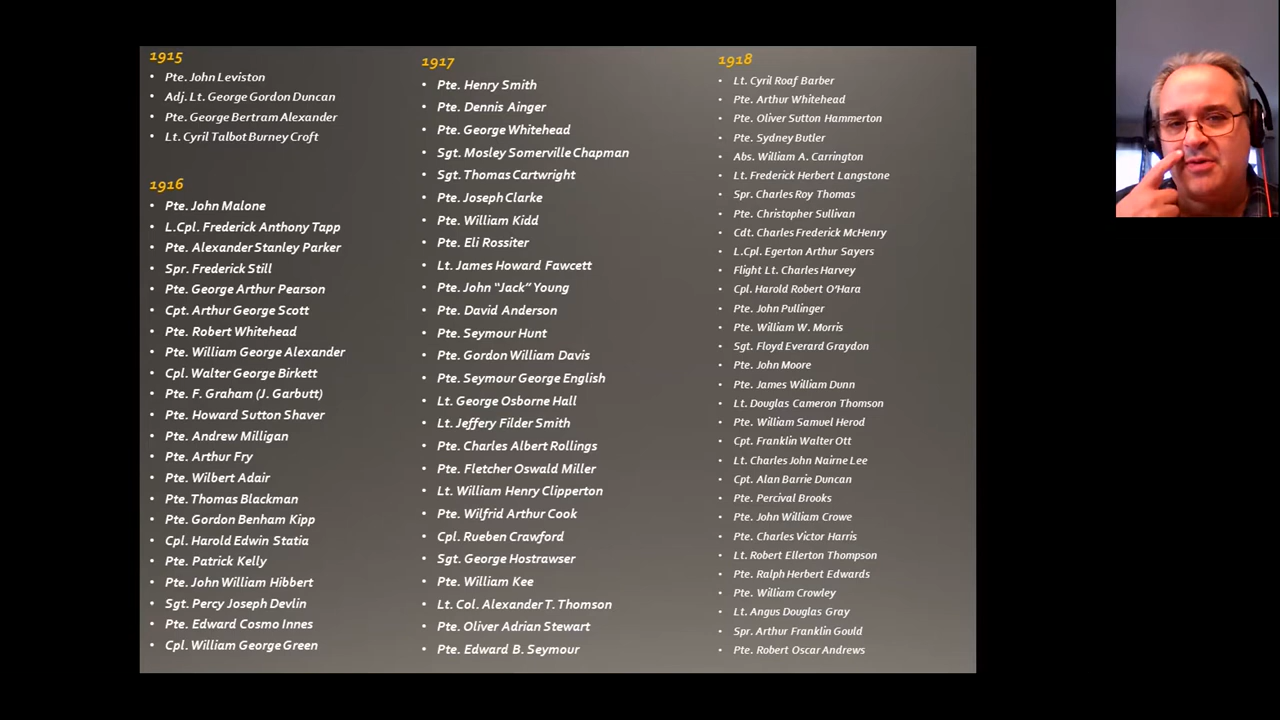 1915
• Pte. John Leviston
• Adj. Lt. George Gordon Duncan
• Pte. George Bertram Alexander
• Lt. Cyril Talbot Burney Croft
1916
• Pte. John Malone
• L.Cpl. Frederick Anthony Tapp
• Pte. Alexander Stanley Parker
• Spr. Frederick Still
• Pte. George Arthur Pearson
• Cpt. Arthur George Scott
• Pte. Robert Whitehead
• Pte. William George Alexander
• Cpl. Walter George Birkett
• Pte. F. Graham (J. Garbutt)
• Pte. Howard Sutton Shaver
• Pte. Andrew Milligan
• Pte. Arthur Fry
• Pte. Wilbert Adair
• Pte. Thomas Blackman
• Pte. Gordon Benham Kipp
• Cpl. Harold Edwin Statia
• Pte. Patrick Kelly
• Pte. John William Hibbert
• Sgt. Percy Joseph Devlin
• Pte. Edward Cosmo Innes
• Cpl. William George Green
1917
• Pte. Henry Smith
• Pte. Dennis Ainger
• Pte. George Whitehead
• Sgt. Mosley Somerville Chapman
• Sgt. Thomas Cartwright
• Pte. Joseph Clarke
• Pte. William Kidd
• Pte. Eli Rossiter
• Lt. James Howard Fawcett
• Pte. John “Jack” Young
• Pte. David Anderson
• Pte. Seymour Hunt
• Pte. Gordon William Davis
• Pte. Seymour George English
• Lt. George Osborne Hall
• Lt. Jeffery Filder Smith
• Pte. Charles Albert Rollings
• Pte. Fletcher Oswald Miller
• Lt. William Henry Clipperton
• Pte. Wilfrid Arthur Cook
• Cpl. Rueben Crawford
• Sgt. George Hostrawser
• Pte. William Kee
• Lt. Col. Alexander T. Thomson
• Pte. Oliver Adrian Stewart
• Pte. Edward B. Seymour
1918
• Lt. Cyril Roaf Barber
• Pte. Arthur Whitehead
• Pte. Oliver Sutton Hammerton
• Pte. Sydney Butler
• Abs. William A. Carrington
• Lt. Frederick Herbert Langstone
• Spr. Charles Roy Thomas
• Pte. Christopher Sullivan
• Cdt. Charles Frederick McHenry
• L.Cpl. Egerton Arthur Sayers
• Flight Lt. Charles Harvey
• Cpl. Harold Robert O’Hara
• Pte. John Pullinger
• Pte. William W. Morris
• Sgt. Floyd Everard Graydon
• Pte. John Moore
• Pte. James William Dunn
• Lt. Douglas Cameron Thomson
• Pte. William Samuel Herod
• Cpt. Franklin Walter Ott
• Lt. Charles John Nairne Lee
• Cpt. Alan Barrie Duncan
• Pte. Percival Brooks
• Pte. John William Crowe
• Pte. Charles Victor Harris
• Lt. Robert Ellerton Thompson
• Pte. Ralph Herbert Edwards
• Pte. William Crowley
• Lt. Angus Douglas Gray
• Spr. Arthur Franklin Gould
• Pte. Robert Oscar Andrews